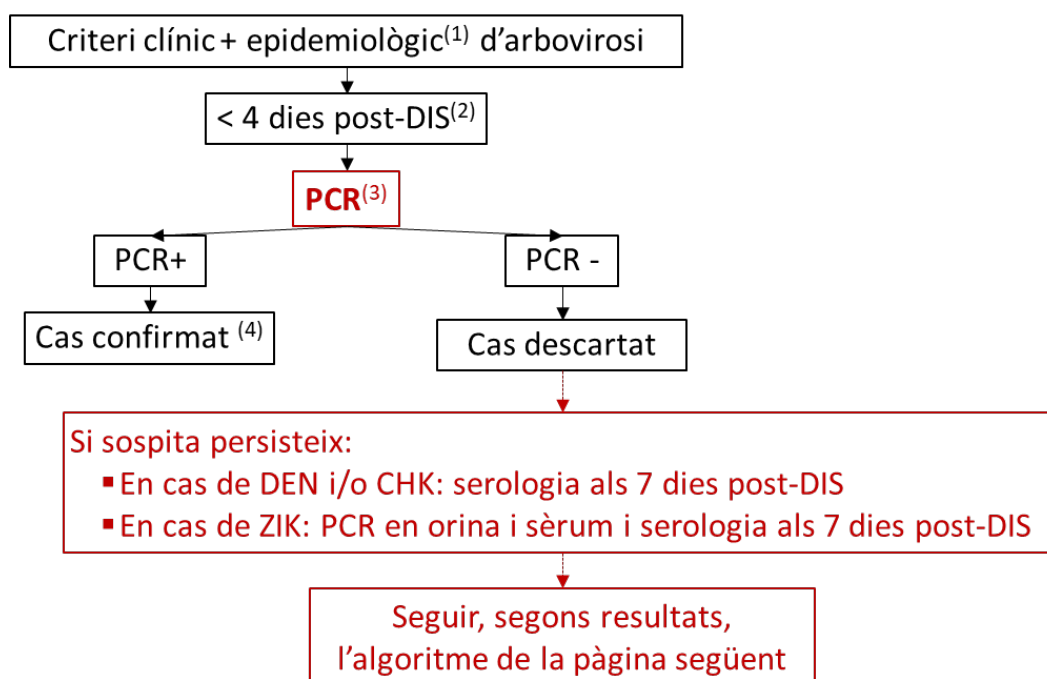 Criteri clínic + epidemiològic(1) d'arbovirosi
< 4 dies post-DIS(2)
PCR(3)
PCR+
PCR -
Cas confirmat (4)
Cas descartat
Si sospita persisteix:
▪ En cas de DEN i/o CHK: serologia als 7 dies post-DIS
▪ En cas de ZIK: PCR en orina i sèrum i serologia als 7 dies post-DIS
Seguir, segons resultats,
l'algoritme de la pàgina següent